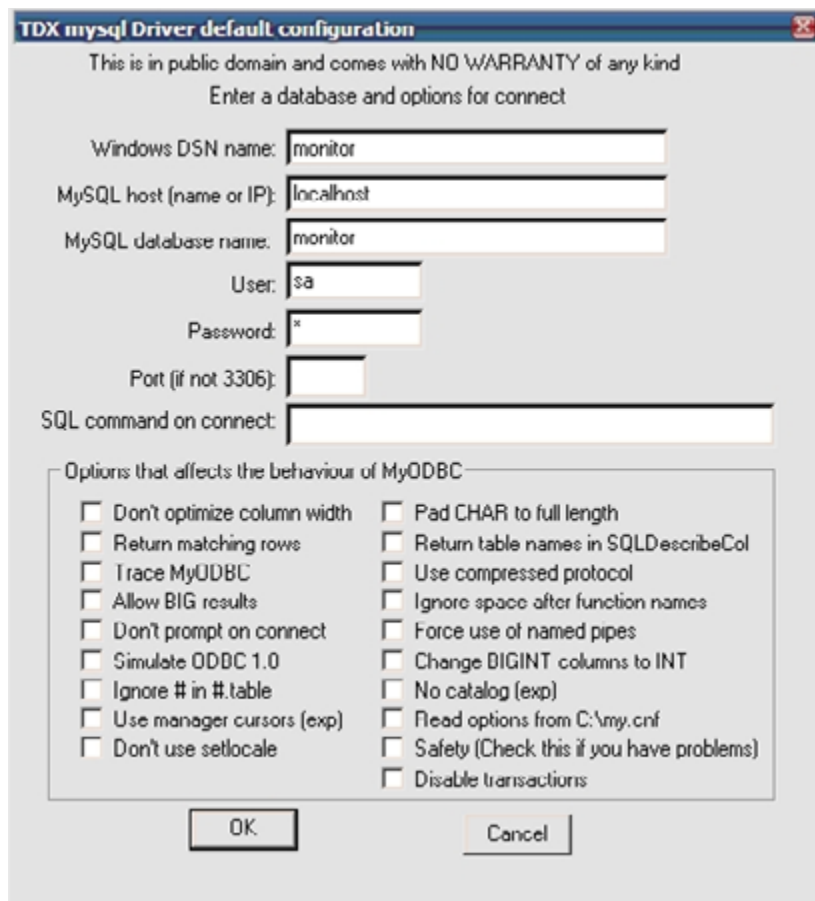 TDX mysql Driver default configuration
This is in public domain and comes with NO WARRANTY of any kind
Enter a database and options for connect
Windows DSN name: monitor
MySQL host (name or IP): localhost
MySQL database name: monitor
User: sa
Password: *
Port (if not 3306):
SQL command on connect:
Options that affects the behaviour of MyODBC
Don't optimize column width
Return matching rows
Trace MyODBC
Allow BIG results
Don't prompt on connect
Simulate ODBC 1.0
Ignore # in #.table
Use manager cursors (exp)
Don't use setlocale
Pad CHAR to full length
Return table names in SQLDescribeCol
Use compressed protocol
Ignore space after function names
Force use of named pipes
Change BIGINT columns to INT
No catalog (exp)
Read options from C:\my.cnf
Safety (Check this if you have problems)
Disable transactions
OK
Cancel